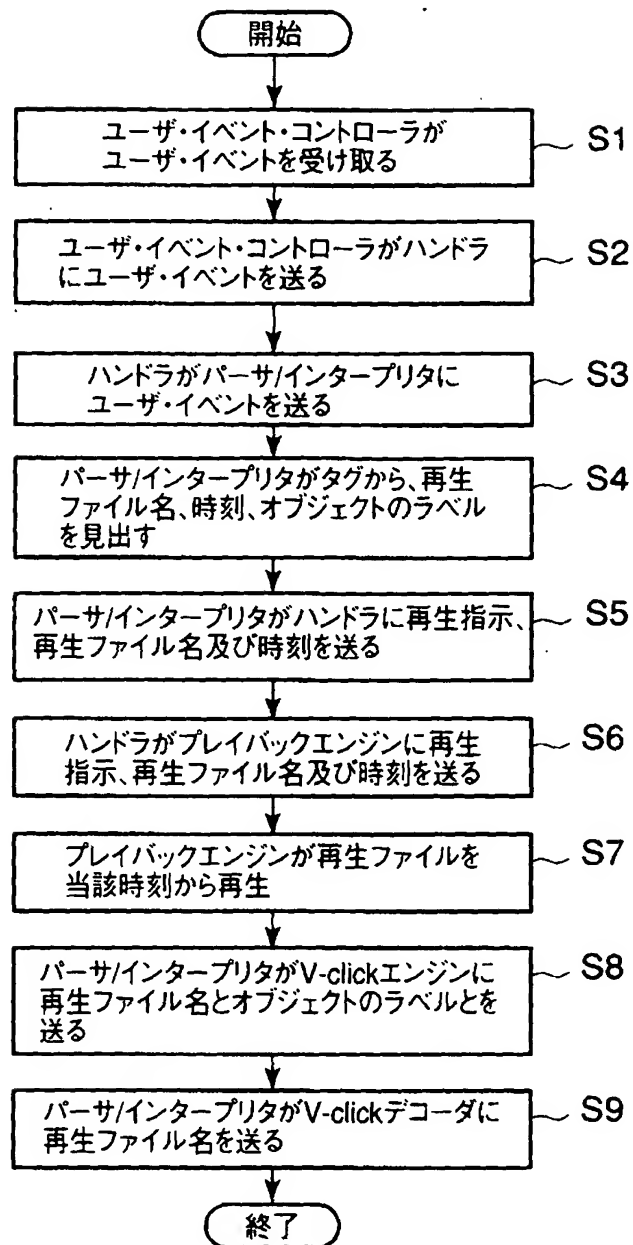 開始
ユーザ・イベント・コントローラが
ユーザ・イベントを受け取る
S1
ユーザ・イベント・コントローラがハンドラ
にユーザ・イベントを送る
S2
ハンドラがパーサ/インタープリタに
ユーザ・イベントを送る
S3
パーサ/インタープリタがタグから、再生
ファイル名、時刻、オブジェクトのラベル
を見出す
S4
パーサ/インタープリタがハンドラに再生指示、
再生ファイル名及び時刻を送る
S5
ハンドラがプレイバックエンジンに再生
指示、再生ファイル名及び時刻を送る
S6
プレイバックエンジンが再生ファイルを
当該時刻から再生
S7
パーサ/インタープリタがV-clickエンジンに
再生ファイル名とオブジェクトのラベルとを
送る
S8
パーサ/インタープリタがV-clickデコーダに
再生ファイル名を送る
S9
終了